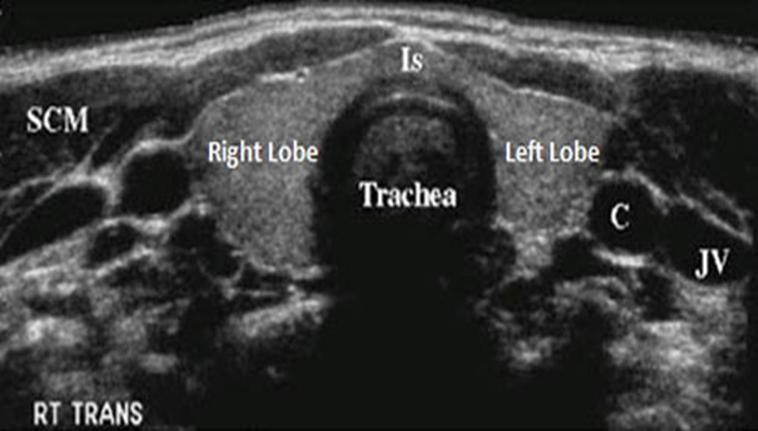 Is
SCM
Right Lobe
Left Lobe
Trachea
C
JV
RT TRANS